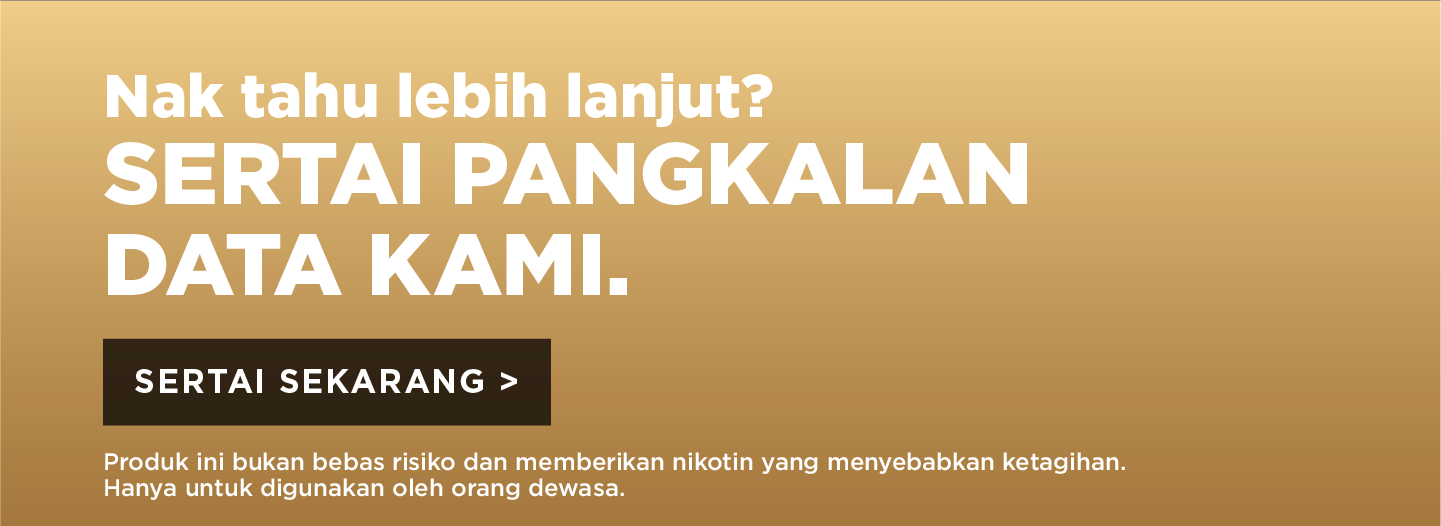 Nak tahu lebih lanjut?
SERTAI PANGKALAN
DATA KAMI.
SERTAI SEKARANG >
Produk ini bukan bebas risiko dan memberikan nikotin yang menyebabkan ketagihan.
Hanya untuk digunakan oleh orang dewasa.